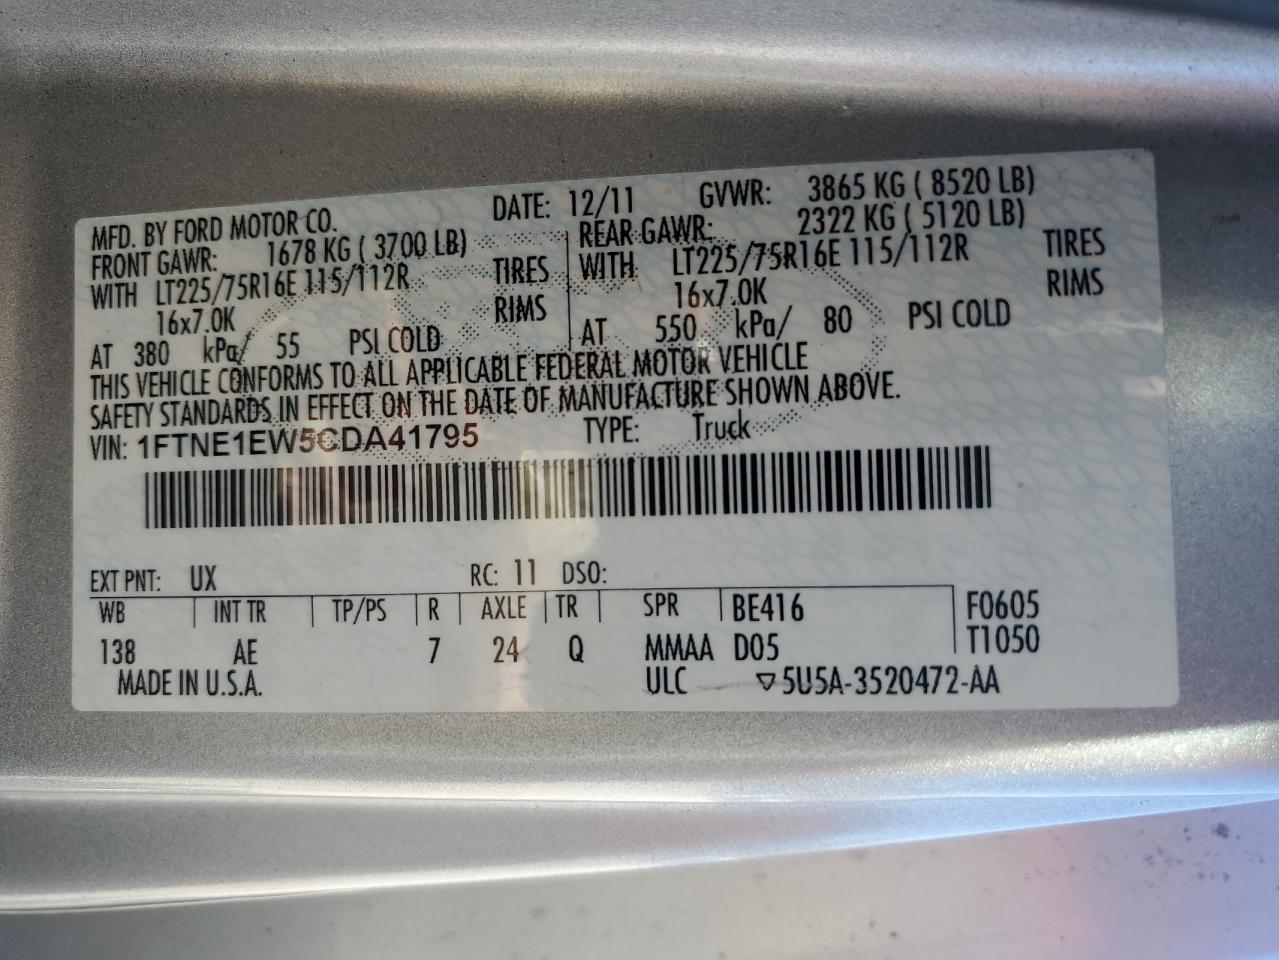 MFD. BY FORD MOTOR CO. DATE: 12/11 GVWR: 3865 KG ( 8520 LB)
FRONT GAWR: 1678 KG ( 3700 LB) REAR GAWR: 2322 KG ( 5120 LB)
WITH LT225/75R16E 115/112R TIRES WITH LT225/75R16E 115/112R TIRES
16x7.0K RIMS 16x7.0K RIMS
AT 380 kPa/ 55 PSI COLD AT 550 kPa/ 80 PSI COLD
THIS VEHICLE CONFORMS TO ALL APPLICABLE FEDERAL MOTOR VEHICLE
SAFETY STANDARDS IN EFFECT ON THE DATE OF MANUFACTURE SHOWN ABOVE.
VIN: 1FTNE1EW5CDA41795 TYPE: Truck
EXT PNT: UX RC: 11 DSO:
WB INT TR TP/PS R AXLE TR SPR BE416 F0605
138 AE 7 24 Q MMAA D05 T1050
MADE IN U.S.A. ULC ▽5U5A-3520472-AA